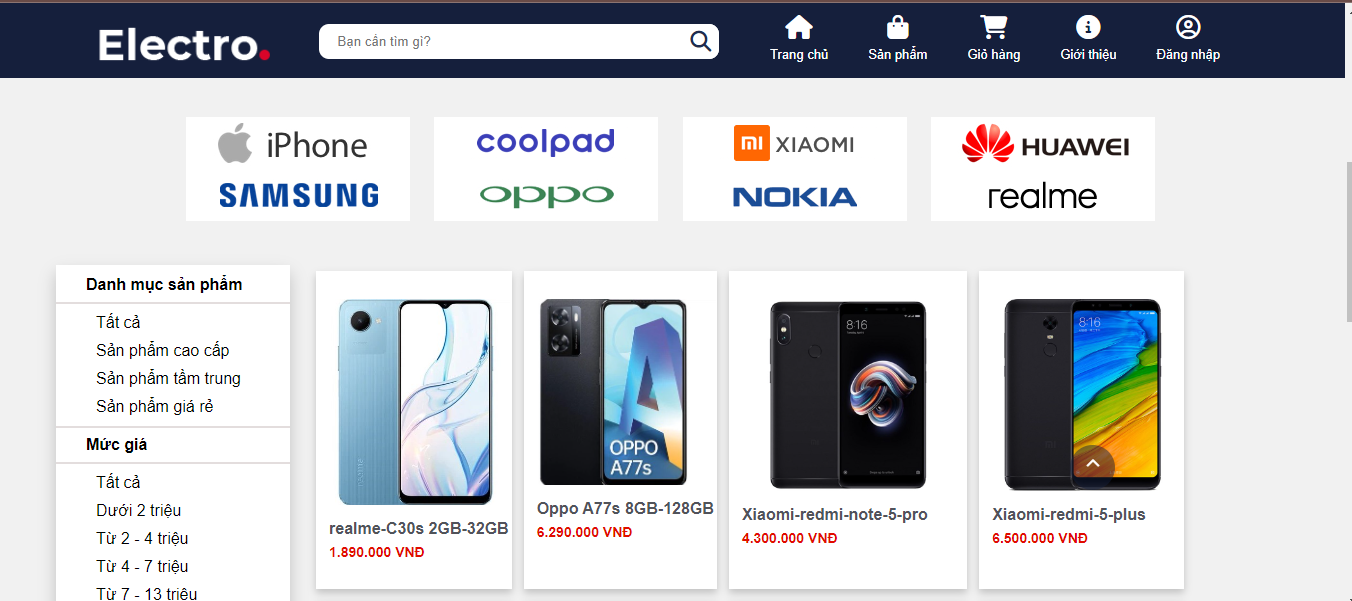 Electro.
Bạn cần tìm gì?
Trang chủ
Sản phẩm
Giỏ hàng
Giới thiệu
Đăng nhập
iPhone
SAMSUNG
coolpad
oppo
mi XIAOMI
NOKIA
HUAWEI
realme
Danh mục sản phẩm
Tất cả
Sản phẩm cao cấp
Sản phẩm tầm trung
Sản phẩm giá rẻ
Mức giá
Tất cả
Dưới 2 triệu
Từ 2 - 4 triệu
Từ 4 - 7 triệu
Từ 7 - 13 triệu
realme-C30s 2GB-32GB
1.890.000 VNĐ
OPPO
A77s
Oppo A77s 8GB-128GB
6.290.000 VNĐ
8:16
Xiaomi-redmi-note-5-pro
4.300.000 VNĐ
8:16
Xiaomi-redmi-5-plus
6.500.000 VNĐ